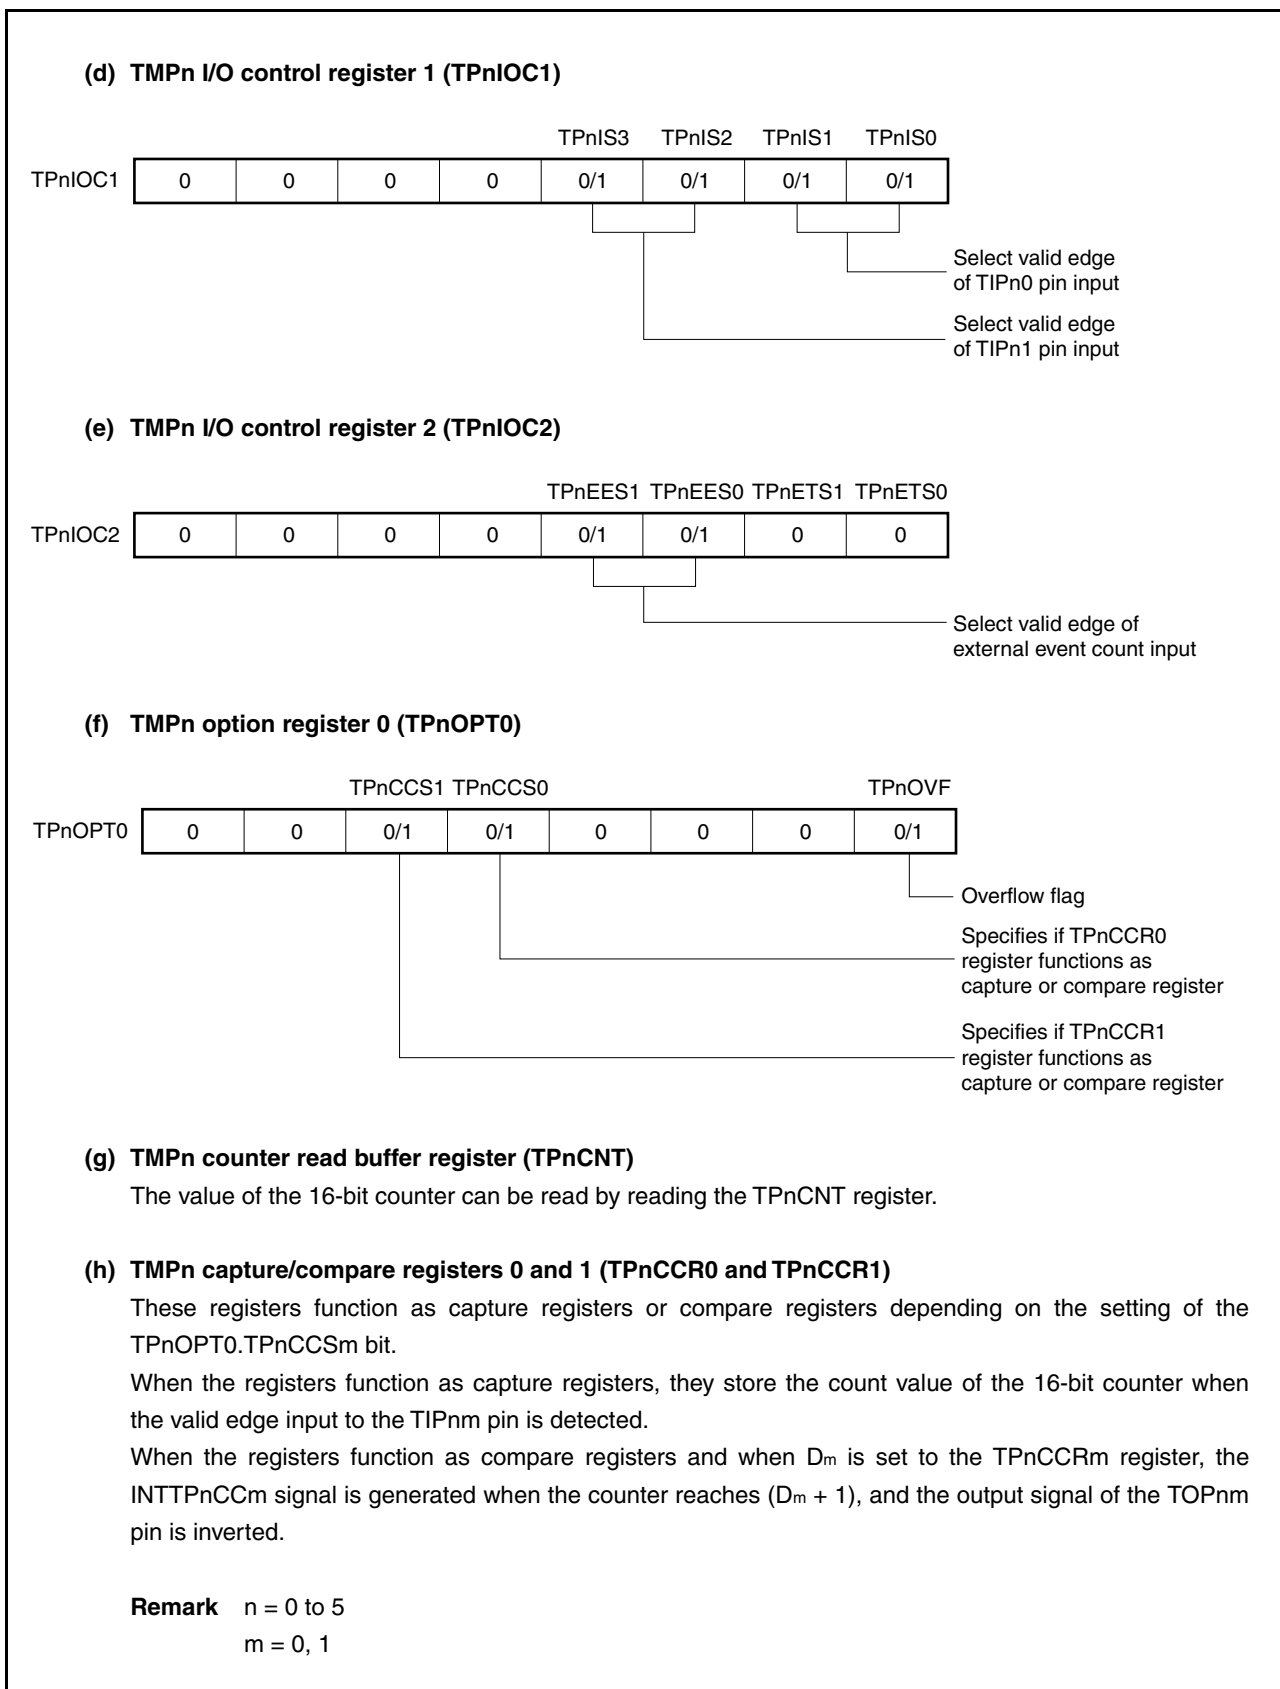 (d) TMPn I/O control register 1 (TPnIOC1)
TPnIS3 TPnIS2 TPnIS1 TPnIS0
TPnIOC1 0 0 0 0 0/1 0/1 0/1 0/1
Select valid edge
of TIPn0 pin input
Select valid edge
of TIPn1 pin input
(e) TMPn I/O control register 2 (TPnIOC2)
TPnEES1 TPnEES0 TPnETS1 TPnETS0
TPnIOC2 0 0 0 0 0/1 0/1 0 0
Select valid edge of
external event count input
(f) TMPn option register 0 (TPnOPT0)
TPnCCS1 TPnCCS0 TPnOVF
TPnOPT0 0 0 0/1 0/1 0 0 0 0/1
Overflow flag
Specifies if TPnCCR0
register functions as
capture or compare register
Specifies if TPnCCR1
register functions as
capture or compare register
(g) TMPn counter read buffer register (TPnCNT)
The value of the 16-bit counter can be read by reading the TPnCNT register.
(h) TMPn capture/compare registers 0 and 1 (TPnCCR0 and TPnCCR1)
These registers function as capture registers or compare registers depending on the setting of the
TPnOPT0.TPnCCSm bit.
When the registers function as capture registers, they store the count value of the 16-bit counter when
the valid edge input to the TIPnm pin is detected.
When the registers function as compare registers and when Dm is set to the TPnCCRm register, the
INTTPnCCm signal is generated when the counter reaches (Dm + 1), and the output signal of the TOPnm
pin is inverted.
Remark n = 0 to 5
m = 0, 1